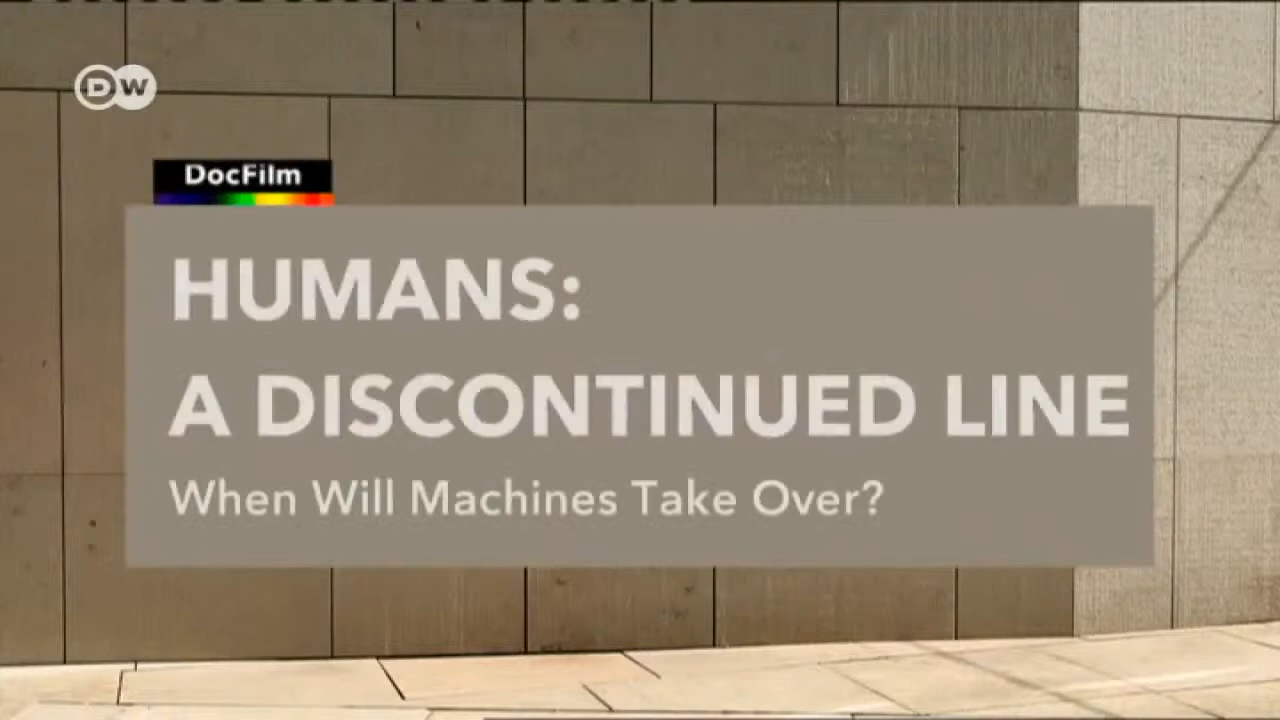 DW
DocFilm
HUMANS:
A DISCONTINUED LINE
When Will Machines Take Over?